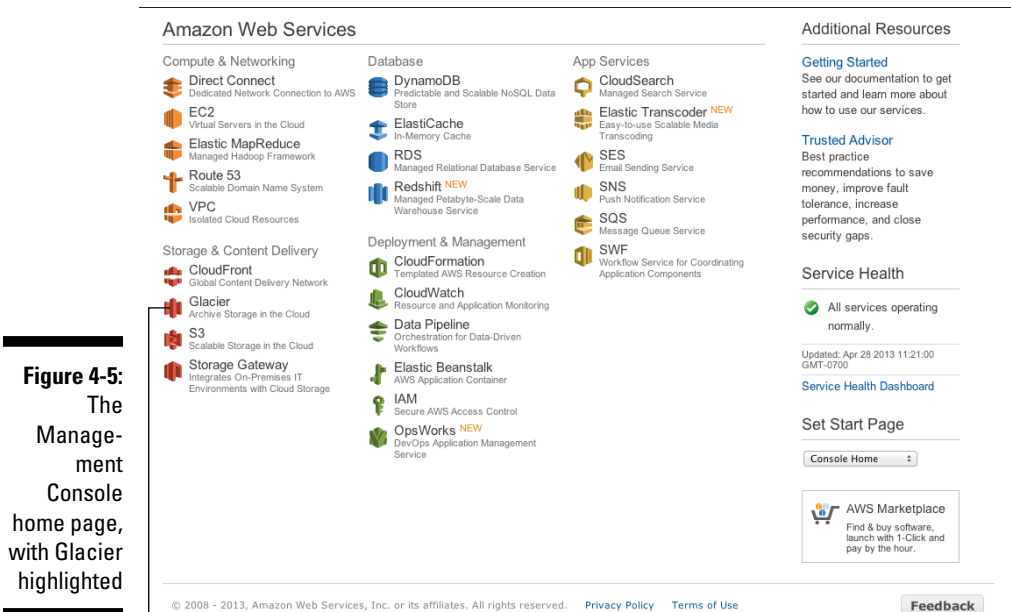 Amazon Web Services
Compute & Networking
Direct Connect
Dedicated Network Connection to AWS
EC2
Virtual Servers in the Cloud
Elastic MapReduce
Managed Hadoop Framework
Route 53
Scalable Domain Name System
VPC
Isolated Cloud Resources
Storage & Content Delivery
CloudFront
Global Content Delivery Network
Glacier
Archive Storage in the Cloud
S3
Scalable Storage in the Cloud
Storage Gateway
Integrates On-Premises IT
Environments with Cloud Storage
Database
DynamoDB
Predictable and Scalable NoSQL Data
Store
ElastiCache
In-Memory Cache
RDS
Managed Relational Database Service
Redshift NEW
Managed Petabyte-Scale Data
Warehouse Service
Deployment & Management
CloudFormation
Templated AWS Resource Creation
CloudWatch
Resource and Application Monitoring
Data Pipeline
Orchestration for Data-Driven
Workflows
Elastic Beanstalk
AWS Application Container
IAM
Secure AWS Access Control
OpsWorks NEW
DevOps Application Management
Service
App Services
CloudSearch
Managed Search Service
Elastic Transcoder NEW
Easy-to-use Scalable Media
Transcoding
SES
Email Sending Service
SNS
Push Notification Service
SQS
Message Queue Service
SWF
Workflow Service for Coordinating
Application Components
Additional Resources
Getting Started
See our documentation to get
started and learn more about
how to use our services.
Trusted Advisor
Best practice
recommendations to save
money, improve fault
tolerance, increase
performance, and close
security gaps.
Service Health
All services operating
normally.
Updated: Apr 28 2013 11:21:00
GMT-0700
Service Health Dashboard
Set Start Page
Console Home
AWS Marketplace
Find & buy software,
launch with 1-Click and
pay by the hour.
© 2008 - 2013, Amazon Web Services, Inc. or its affiliates. All rights reserved. Privacy Policy Terms of Use
Feedback
Figure 4-5:
The
Manage-
ment
Console
home page,
with Glacier
highlighted